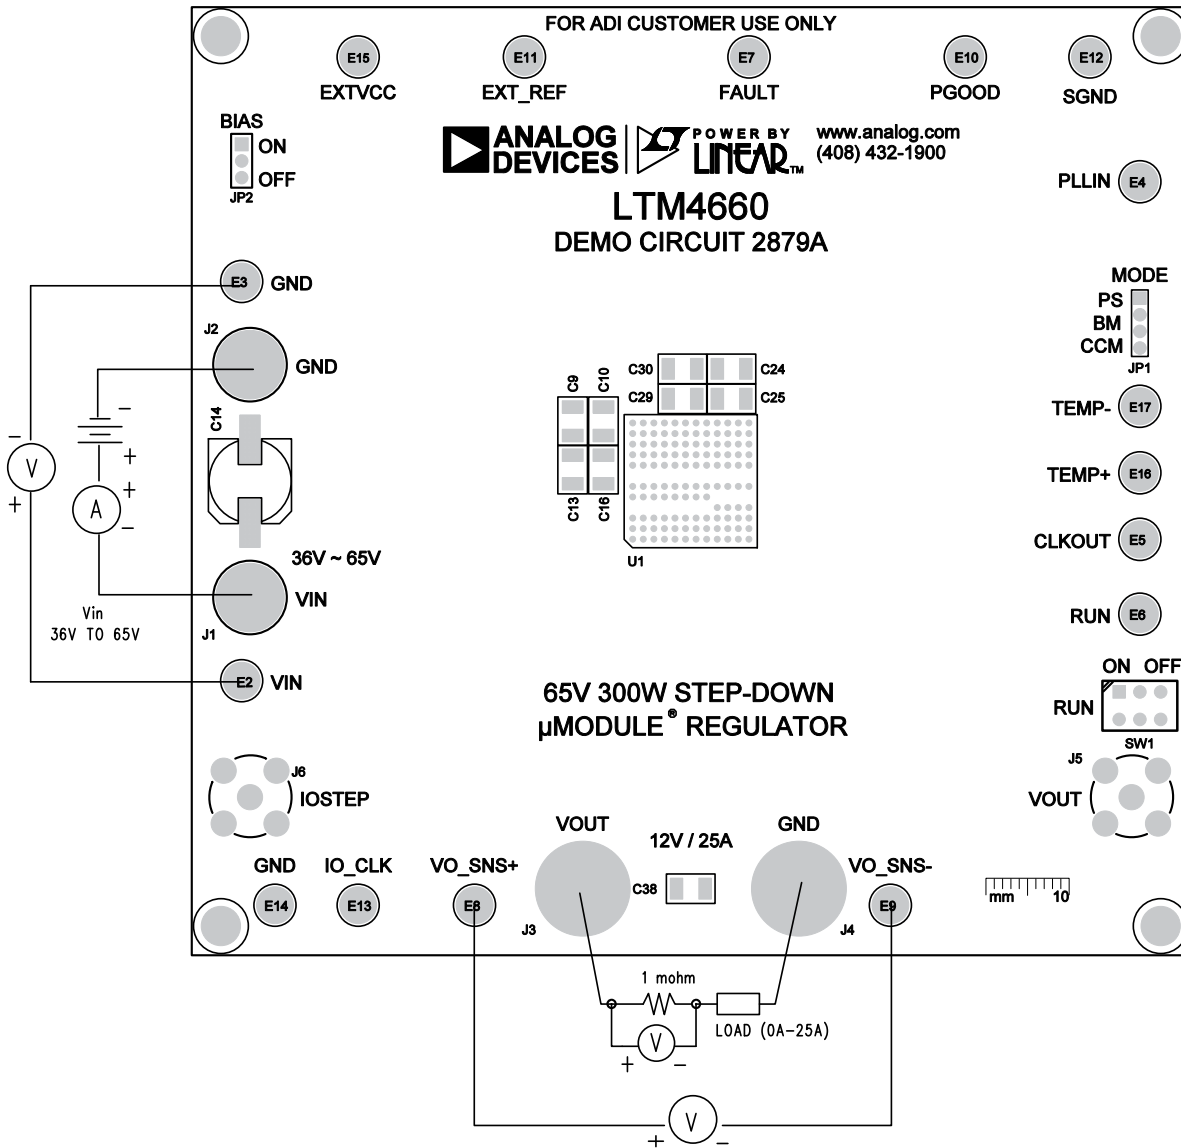 FOR ADI CUSTOMER USE ONLY
E15
EXTVCC
E11
EXT_REF
E7
FAULT
E10
PGOOD
E12
SGND
BIAS
ON
OFF
JP2
ANALOG
DEVICES
POWER BY
LINEAR™
www.analog.com
(408) 432-1900
LTM4660
DEMO CIRCUIT 2879A
PLLIN E4
E3 GND
J2
GND
C14
MODE
PS
BM
CCM
JP1
C30 C24
C29 C25
C9 C10
C13 C16
U1
TEMP- E17
TEMP+ E16
CLKOUT E5
RUN E6
- V +
- + + A -
36V ~ 65V
VIN
J1
Vin
36V TO 65V
E2 VIN
65V 300W STEP-DOWN
µMODULE® REGULATOR
ON OFF
RUN
SW1
J6
IOSTEP
J5
VOUT
VOUT
12V / 25A
GND
GND
E14
IO_CLK
E13
VO_SNS+
E8
C38
VO_SNS-
E9
J3
J4
mm 10
1 mohm
LOAD (0A-25A)
+ V -
+ V -